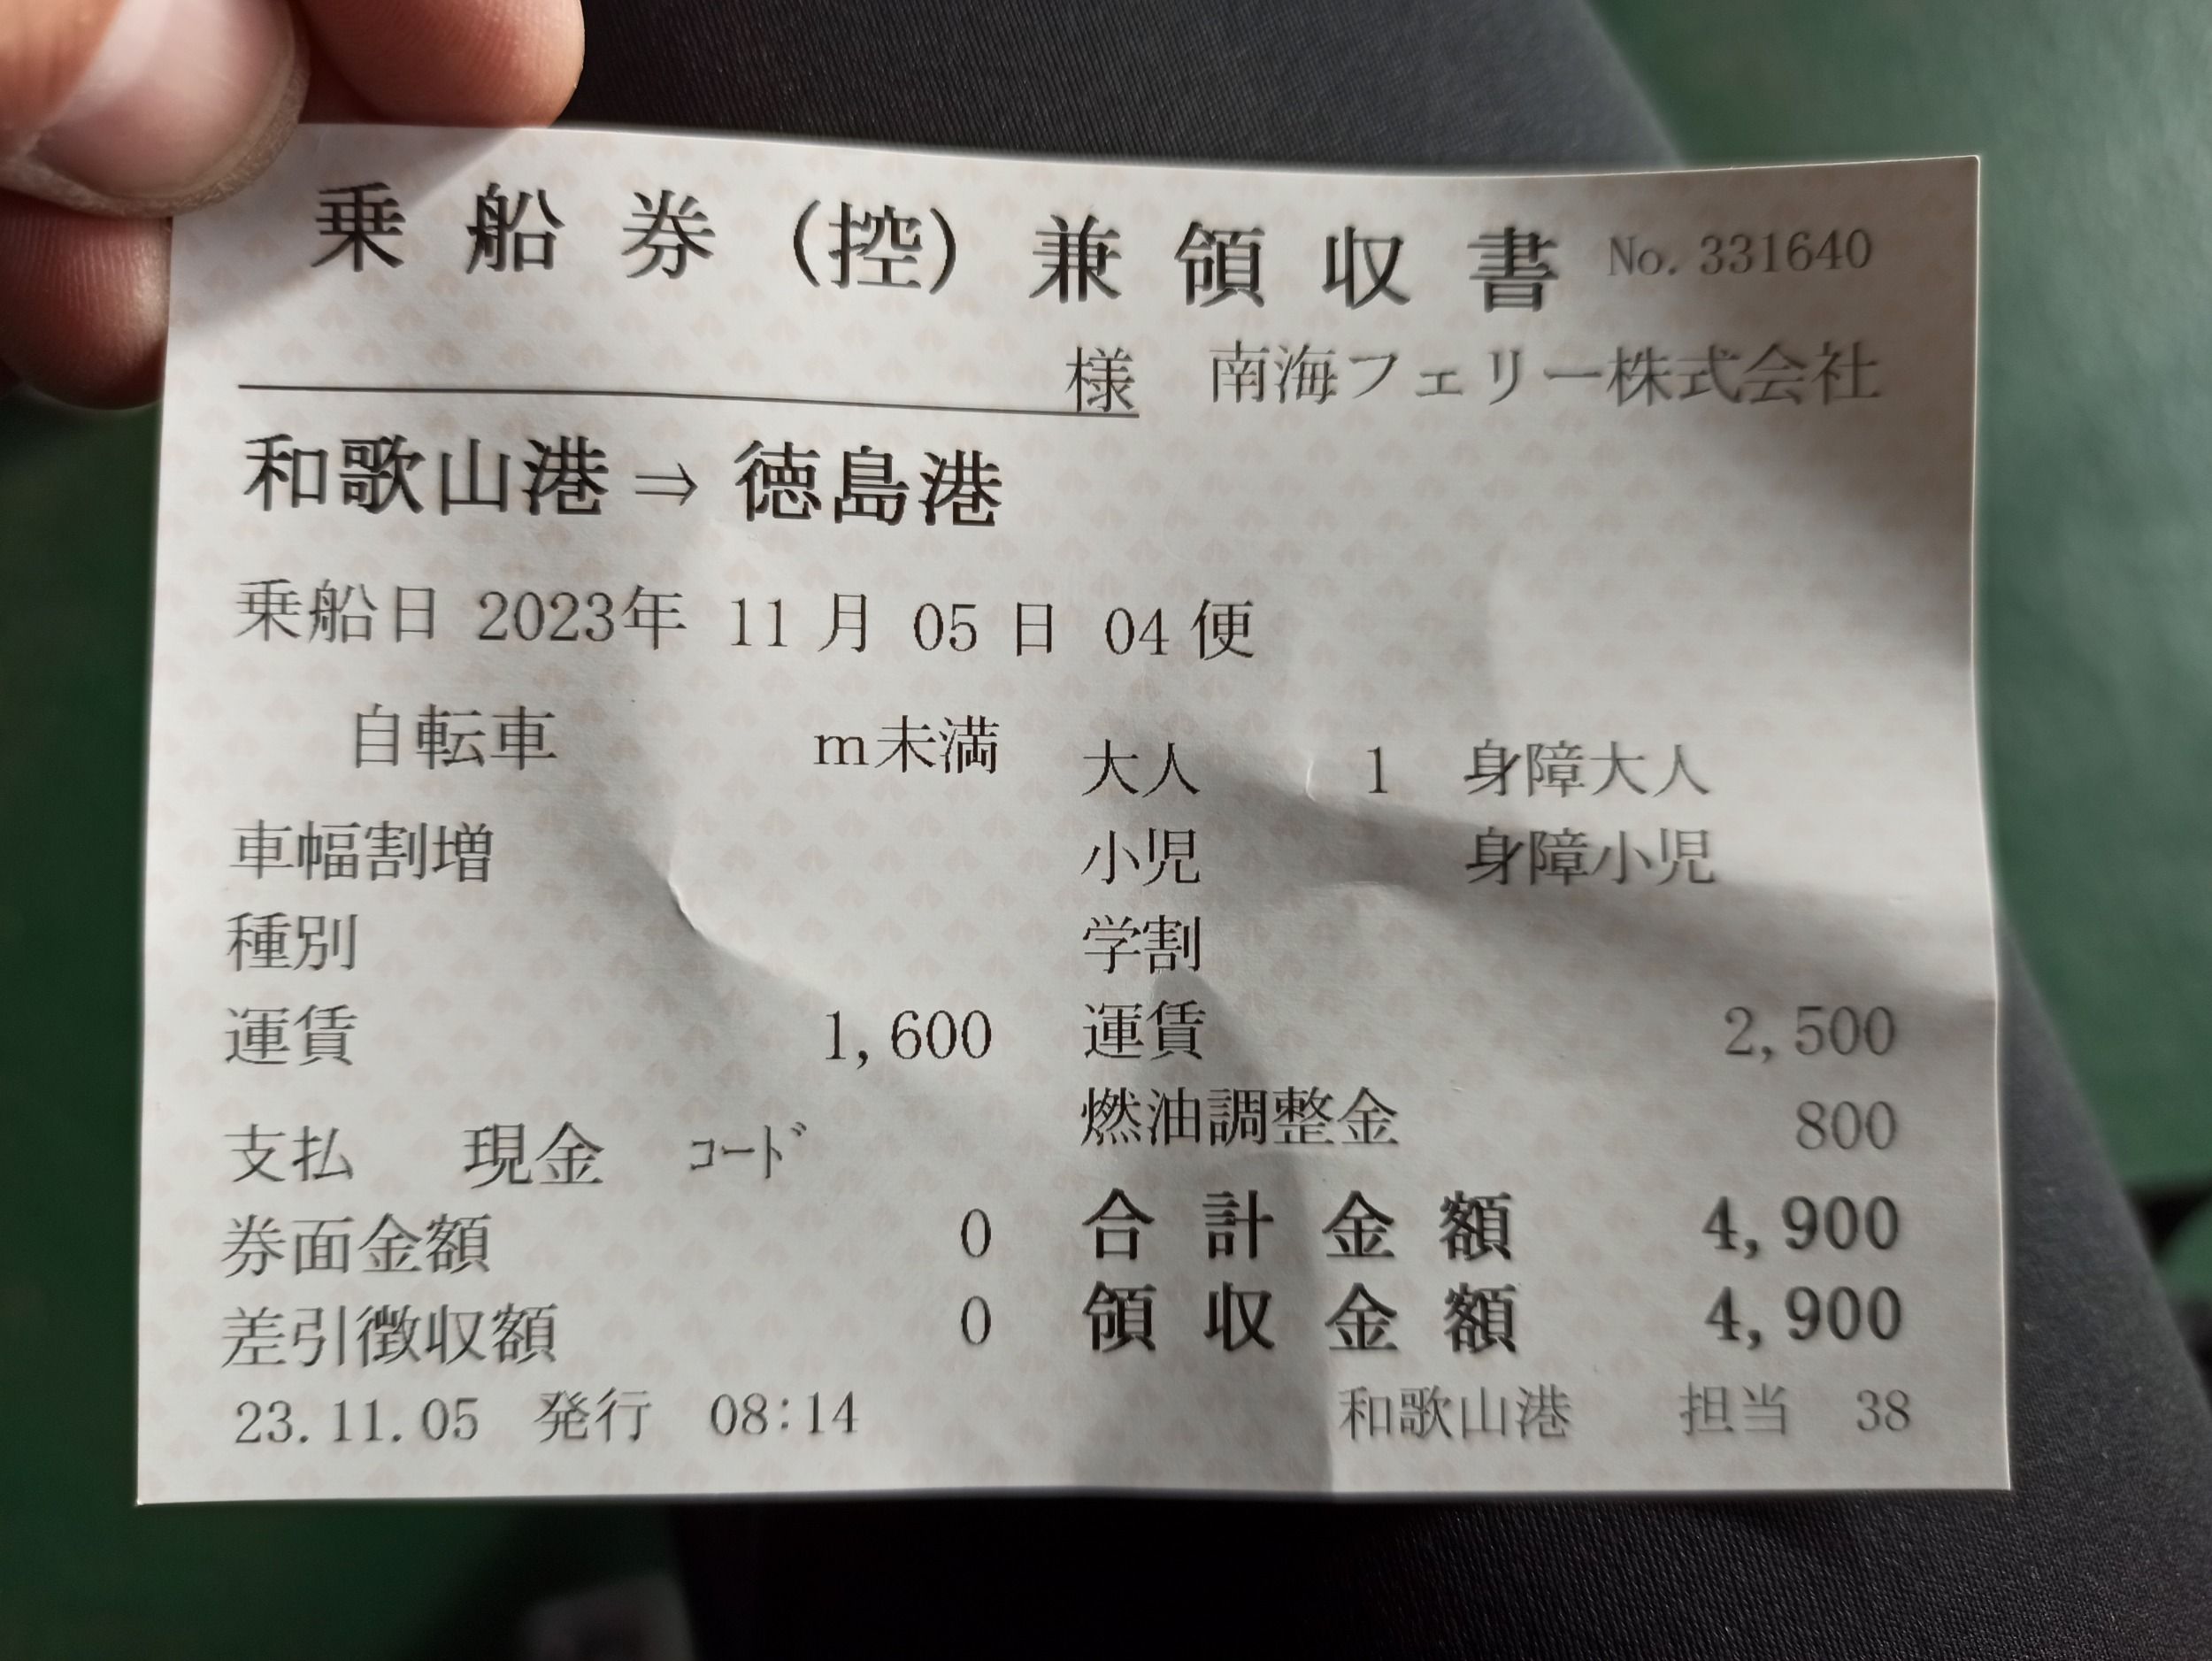 乗船券(控)兼領収書 No.331640
様 南海フェリー株式会社
和歌山港⇒徳島港
乗船日 2023年 11月 05日 04便
自転車 m未満 大人 1 身障大人
車幅割増 小児 身障小児
種別 学割
運賃 1,600 運賃 2,500
燃油調整金 800
支払 現金 ｺｰﾄﾞ
券面金額 0 合計金額 4,900
差引徴収額 0 領収金額 4,900
23.11.05 発行 08:14 和歌山港 担当 38